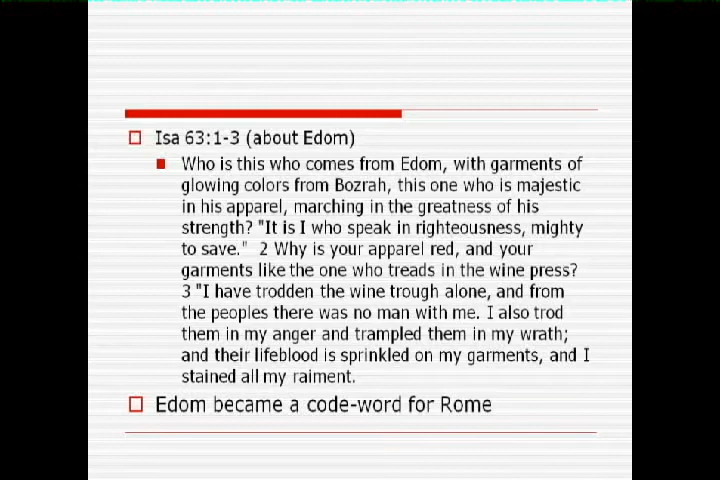 Isa 63:1-3 (about Edom)
Who is this who comes from Edom, with garments of
glowing colors from Bozrah, this one who is majestic
in his apparel, marching in the greatness of his
strength? "It is I who speak in righteousness, mighty
to save."  2 Why is your apparel red, and your
garments like the one who treads in the wine press?
3 "I have trodden the wine trough alone, and from
the peoples there was no man with me. I also trod
them in my anger and trampled them in my wrath;
and their lifeblood is sprinkled on my garments, and I
stained all my raiment.
Edom became a code-word for Rome